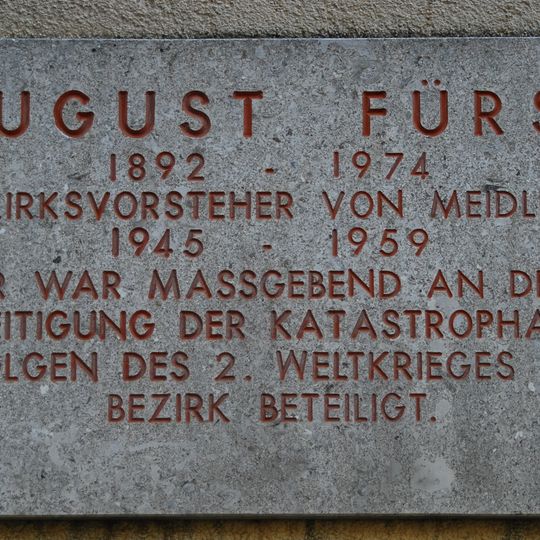 UGUST FÜRS
1892 - 1974
IRKSVORSTEHER VON MEIDL
1945 - 1959
R WAR MASSGEBEND AN DE
EITIGUNG DER KATASTROPHA
LGEN DES 2. WELTKRIEGES
BEZIRK BETEILIGT.